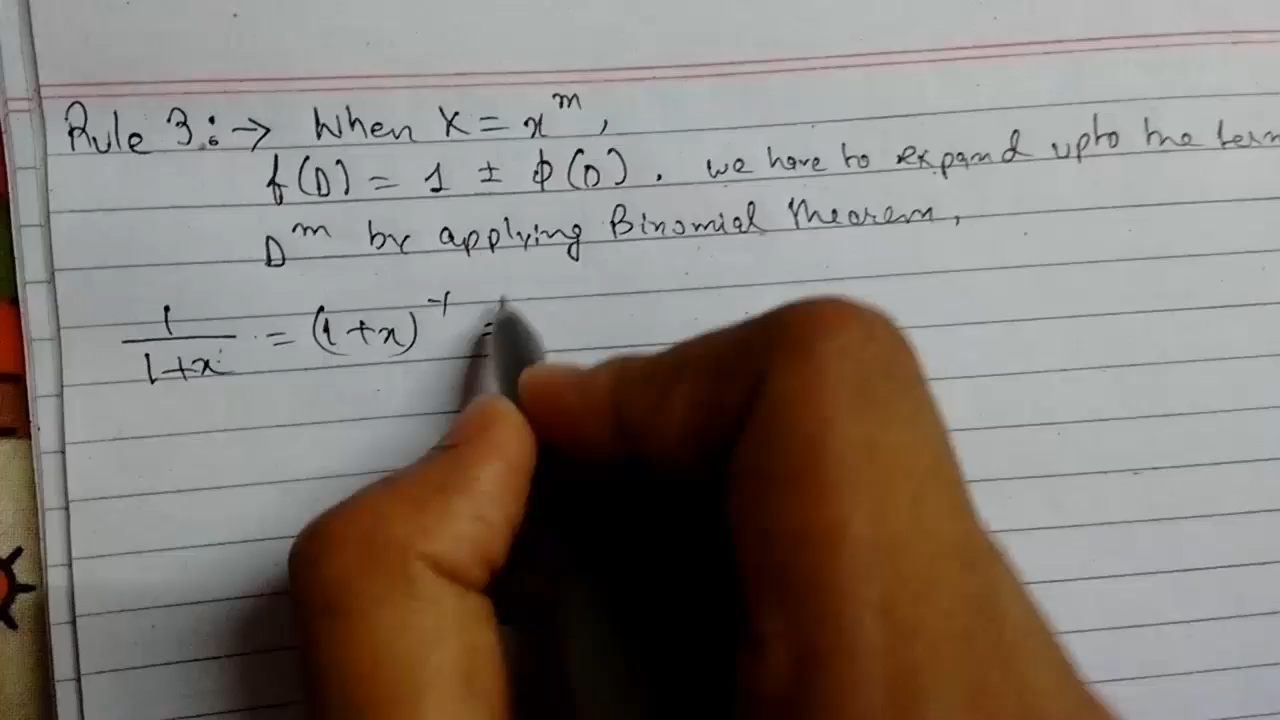 Rule 3: → When X = x^m,
f(D) = 1 ± ϕ(D). we have to expand upto the term
D^m by applying Binomial Theorem,
1/(1+x) = (1+x)^-1 =